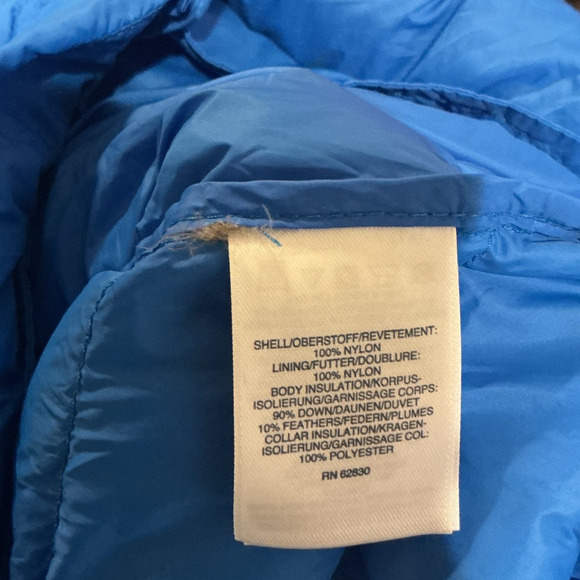 SHELL/OBERSTOFF/REVETEMENT:
100% NYLON
LINING/FUTTER/DOUBLURE:
100% NYLON
BODY INSULATION/KORPUS-
ISOLIERUNG/GARNISSAGE CORPS:
90% DOWN/DAUNEN/DUVET
10% FEATHERS/FEDERN/PLUMES
COLLAR INSULATION/KRAGEN-
ISOLIERUNG/GARNISSAGE COL:
100% POLYESTER
RN 62830